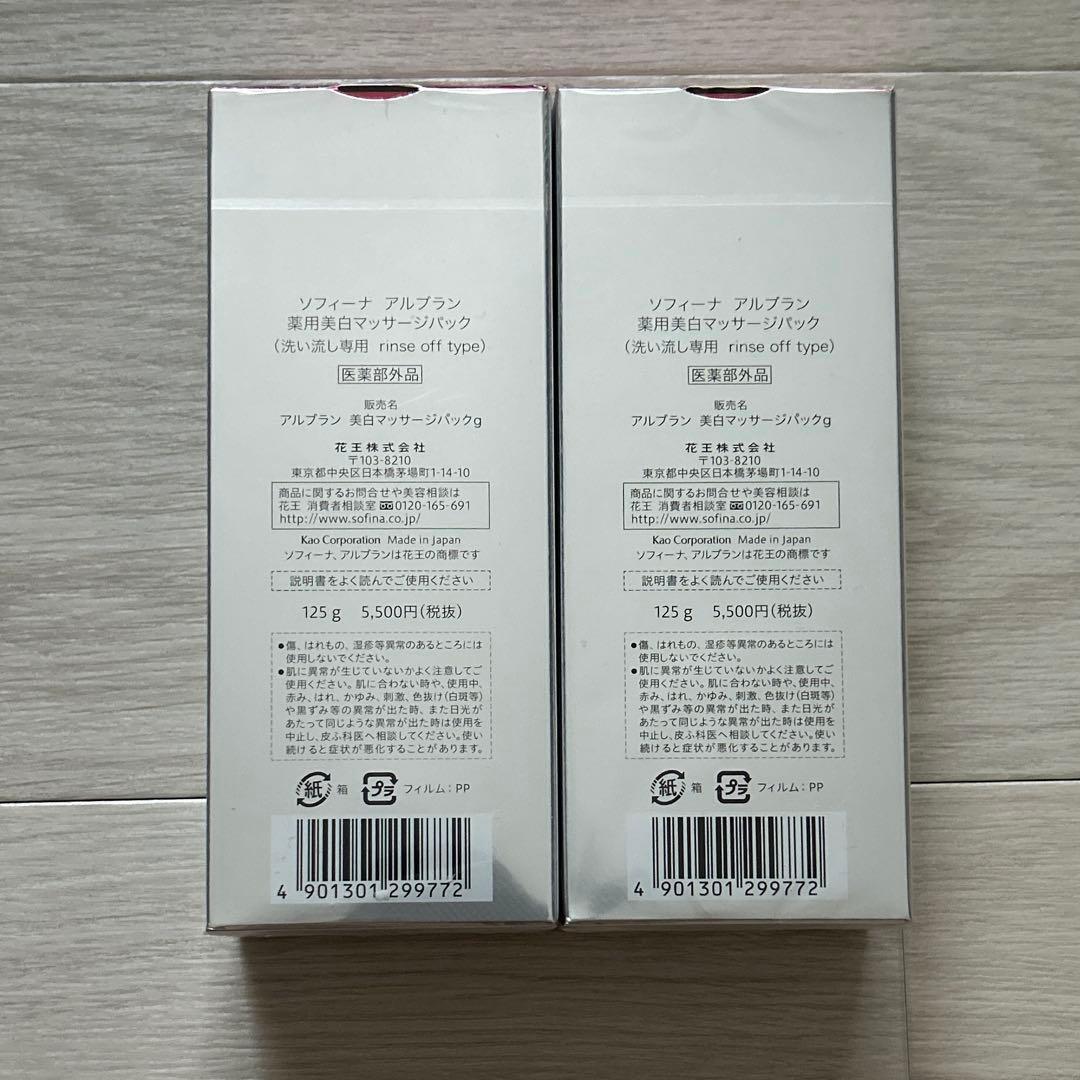 ソフィーナ アルブラン
薬用美白マッサージパック
(洗い流し専用 rinse off type)
医薬部外品
販売名
アルブラン 美白マッサージパックg
花王株式会社
〒103-8210
東京都中央区日本橋茅場町1-14-10
商品に関するお問合せや美容相談は
花王 消費者相談室 0120-165-691
http://www.sofina.co.jp/
Kao Corporation Made in Japan
ソフィーナ、アルブランは花王の商標です
説明書をよく読んでご使用ください
125 g 5,500円(税抜)
●傷、はれもの、湿疹等異常のあるところには
使用しないでください。
●肌に異常が生じていないかよく注意してご
使用ください。肌に合わない時や、使用中、
赤み、はれ、かゆみ、刺激、色抜け(白斑等)
や黒ずみ等の異常が出た時、また日光が
あたって同じような異常が出た時は使用を
中止し、皮ふ科医へ相談してください。使い
続けると症状が悪化することがあります。
紙 箱 プラ フィルム:PP
4 901301 299772
ソフィーナ アルブラン
薬用美白マッサージパック
(洗い流し専用 rinse off type)
医薬部外品
販売名
アルブラン 美白マッサージパックg
花王株式会社
〒103-8210
東京都中央区日本橋茅場町1-14-10
商品に関するお問合せや美容相談は
花王 消費者相談室 0120-165-691
http://www.sofina.co.jp/
Kao Corporation Made in Japan
ソフィーナ、アルブランは花王の商標です
説明書をよく読んでご使用ください
125 g 5,500円(税抜)
●傷、はれもの、湿疹等異常のあるところには
使用しないでください。
●肌に異常が生じていないかよく注意してご
使用ください。肌に合わない時や、使用中、
赤み、はれ、かゆみ、刺激、色抜け(白斑等)
や黒ずみ等の異常が出た時、また日光が
あたって同じような異常が出た時は使用を
中止し、皮ふ科医へ相談してください。使い
続けると症状が悪化することがあります。
紙 箱 プラ フィルム:PP
4 901301 299772